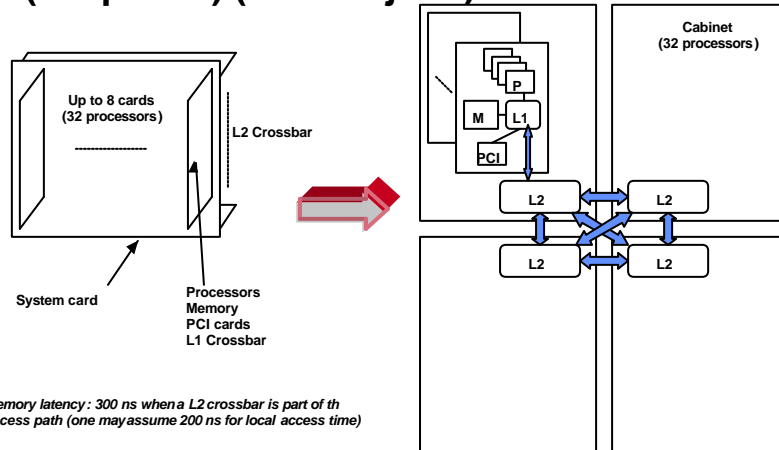 Up to 8 cards
(32 processors)
L2 Crossbar
System card
Processors
Memory
PCI cards
L1 Crossbar
emory latency: 300 ns when a L2 crossbar is part of th
cess path (one may assume 200 ns for local access time)
Cabinet
(32 processors)
P
M
L1
PCI
L2
L2
L2
L2